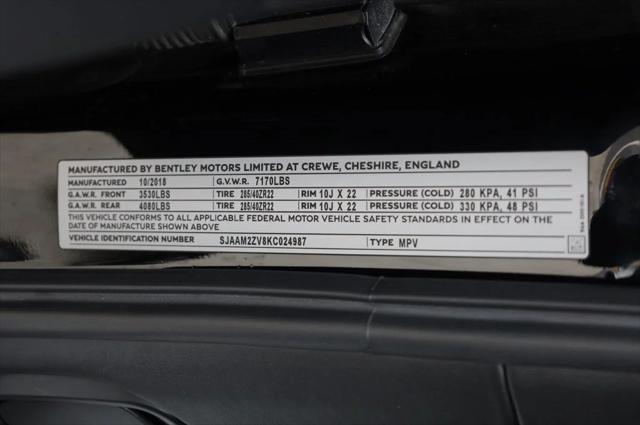 MANUFACTURED BY BENTLEY MOTORS LIMITED AT CREWE, CHESHIRE, ENGLAND
MANUFACTURED 10/2018 G.V.W.R. 7170LBS
G.A.W.R. FRONT 3530LBS TIRE 285/40ZR22 RIM 10J X 22 PRESSURE (COLD) 280 KPA, 41 PSI
G.A.W.R. REAR 4080LBS TIRE 285/40ZR22 RIM 10J X 22 PRESSURE (COLD) 330 KPA, 48 PSI
THIS VEHICLE CONFORMS TO ALL APPLICABLE FEDERAL MOTOR VEHICLE SAFETY STANDARDS IN EFFECT ON THE
DATE OF MANUFACTURE SHOWN ABOVE
VEHICLE IDENTIFICATION NUMBER SJAAM2ZV8KC024987 TYPE MPV